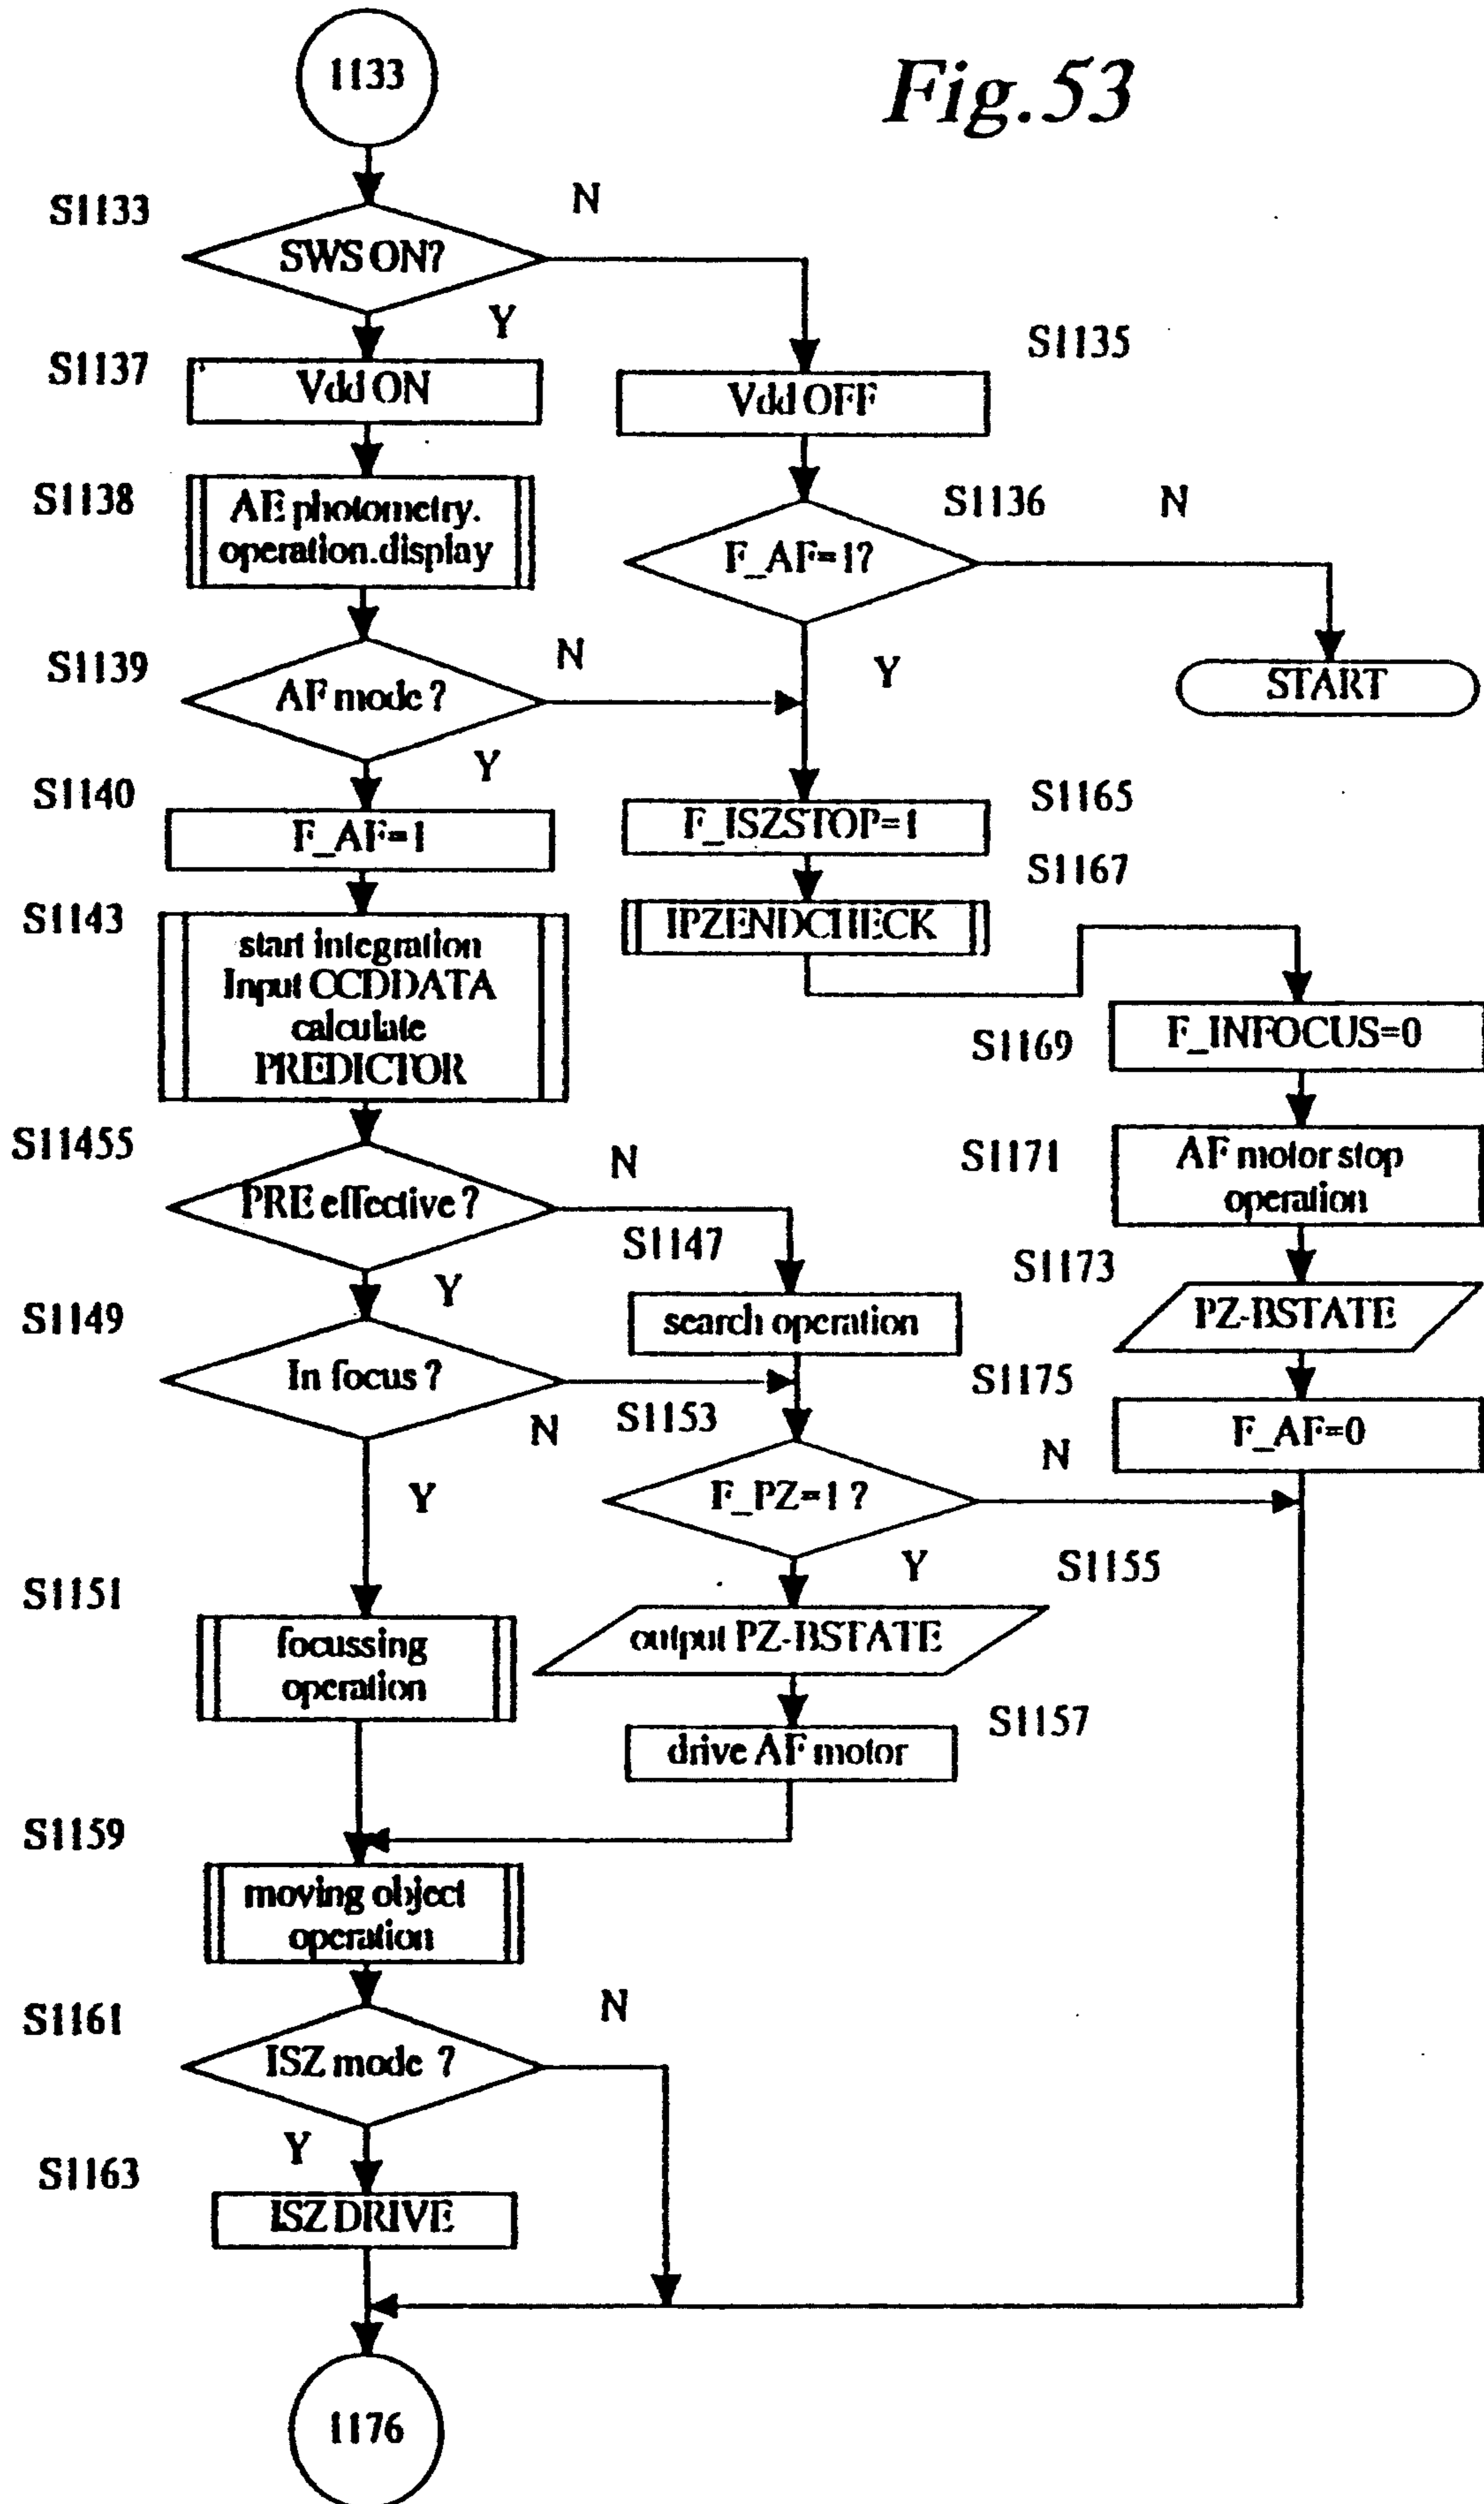 Fig.53
1133
S1133
SWS ON?
N
Y
S1137
Vdd ON
S1135
Vdd OFF
S1138
AE photometry.
operation.display
S1136
F_AF=1?
N
Y
START
S1139
AF mode ?
N
Y
S1140
F_AF=1
S1165
F_ISZSTOP=1
S1167
IPZENDCHECK
S1143
start integration
Input CCDDATA
calculate
PREDICTOR
S1169
F_INFOCUS=0
S1171
AF motor stop
operation
S11455
PRE effective ?
N
Y
S1147
search operation
S1173
PZ-BSTATE
S1149
In focus ?
N
Y
S1175
F_AF=0
S1153
F_PZ=1 ?
N
Y
S1155
output PZ-BSTATE
S1151
focussing
operation
S1157
drive AF motor
S1159
moving object
operation
S1161
ISZ mode ?
N
Y
S1163
ISZ DRIVE
1176